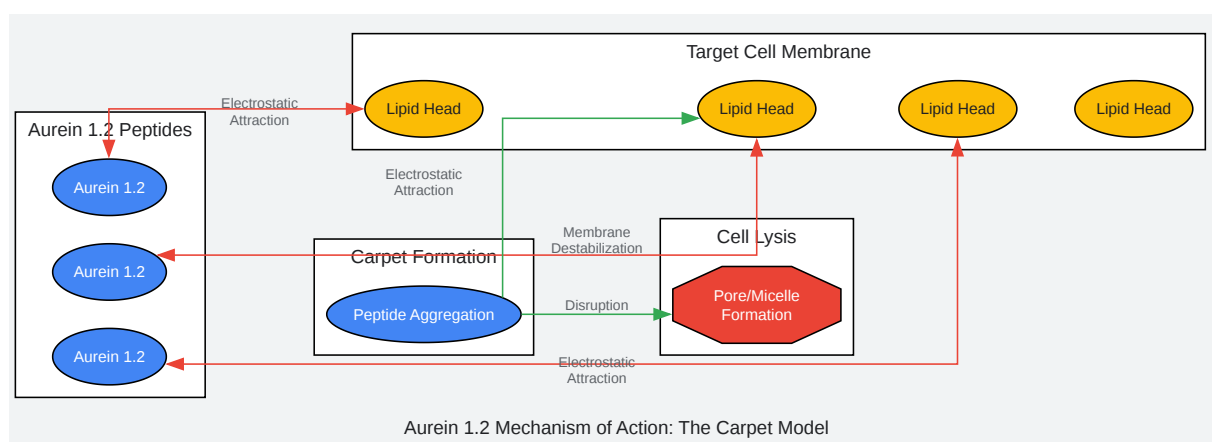 Target Cell Membrane
Lipid Head
Lipid Head
Lipid Head
Lipid Head
Electrostatic
Attraction
Aurein 1.2 Peptides
Aurein 1.2
Aurein 1.2
Aurein 1.2
Electrostatic
Attraction
Membrane
Destabilization
Carpet Formation
Peptide Aggregation
Disruption
Cell Lysis
Pore/Micelle
Formation
Electrostatic
Attraction
Aurein 1.2 Mechanism of Action: The Carpet Model